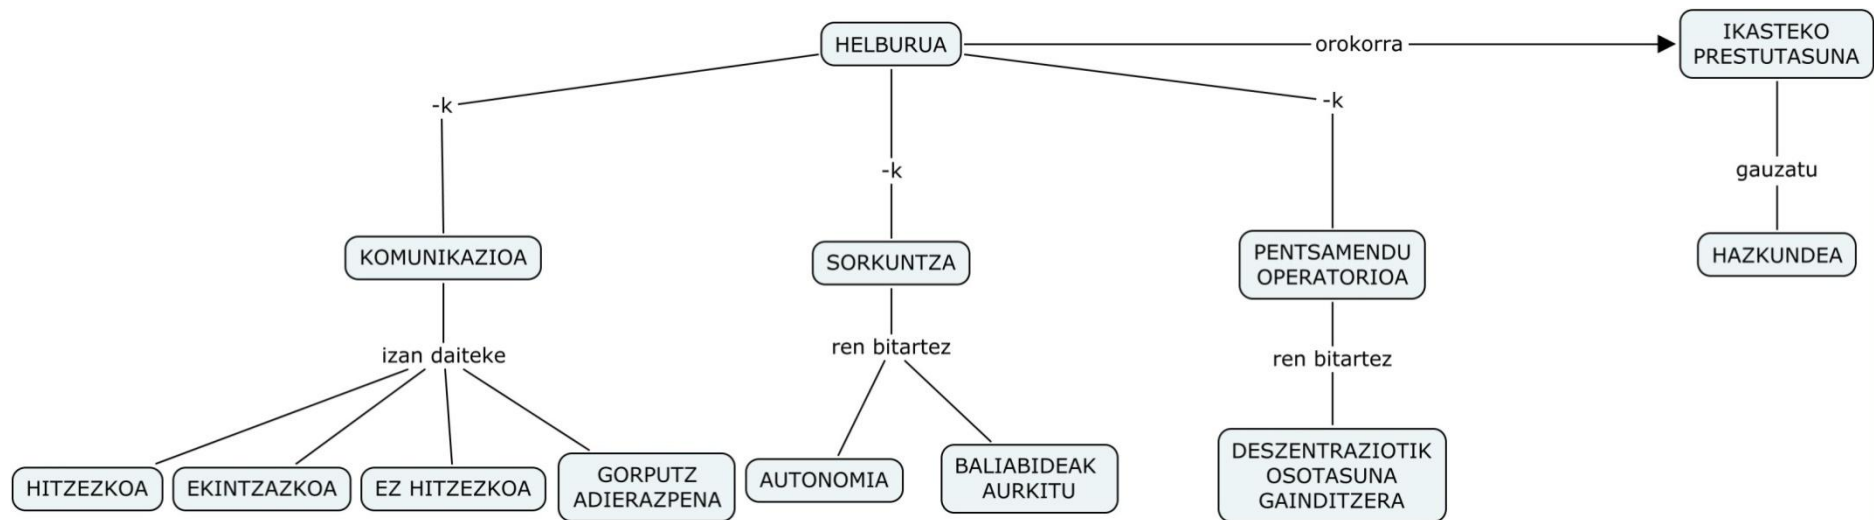 HELBURUA
orokorra
IKASTEKO
PRESTUTASUNA
-k
-k
-k
gauzatu
KOMUNIKAZIOA
SORKUNTZA
PENTSAMENDU
OPERATORIOA
HAZKUNDEA
izan daiteke
ren bitartez
ren bitartez
HITZEZKOA
EKINTZAZKOA
EZ HITZEZKOA
GORPUTZ
ADIERAZPENA
AUTONOMIA
BALIABIDEAK
AURKITU
DESZENTRAZIOTIK
OSOTASUNA
GAINDITZERA